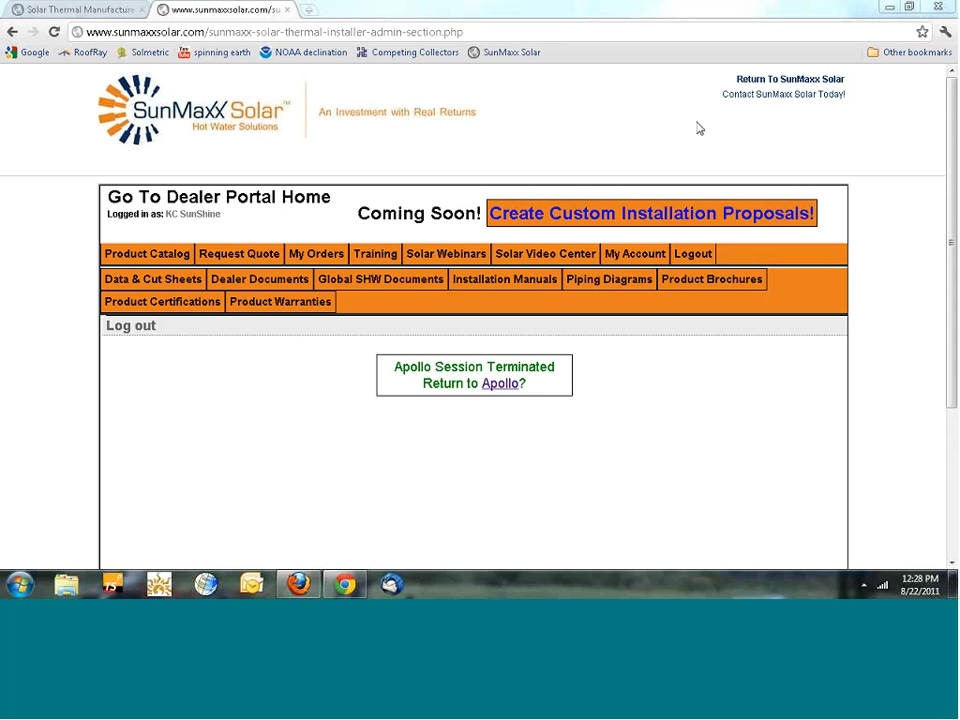 Solar Thermal Manufacture
www.sunmaxxsolar.com/su
www.sunmaxxsolar.com/sunmaxx-solar-thermal-installer-admin-section.php
Google RoofRay Solmetric spinning earth NOAA declination Competing Collectors SunMaxx Solar Other bookmarks
Return To SunMaxx Solar
Contact SunMaxx Solar Today!
SunMaxx Solar™
Hot Water Solutions
An Investment with Real Returns
Go To Dealer Portal Home
Logged in as: KC SunShine
Coming Soon! Create Custom Installation Proposals!
Product Catalog Request Quote My Orders Training Solar Webinars Solar Video Center My Account Logout
Data & Cut Sheets Dealer Documents Global SHW Documents Installation Manuals Piping Diagrams Product Brochures
Product Certifications Product Warranties
Log out
Apollo Session Terminated
Return to Apollo?
12:28 PM
8/22/2011